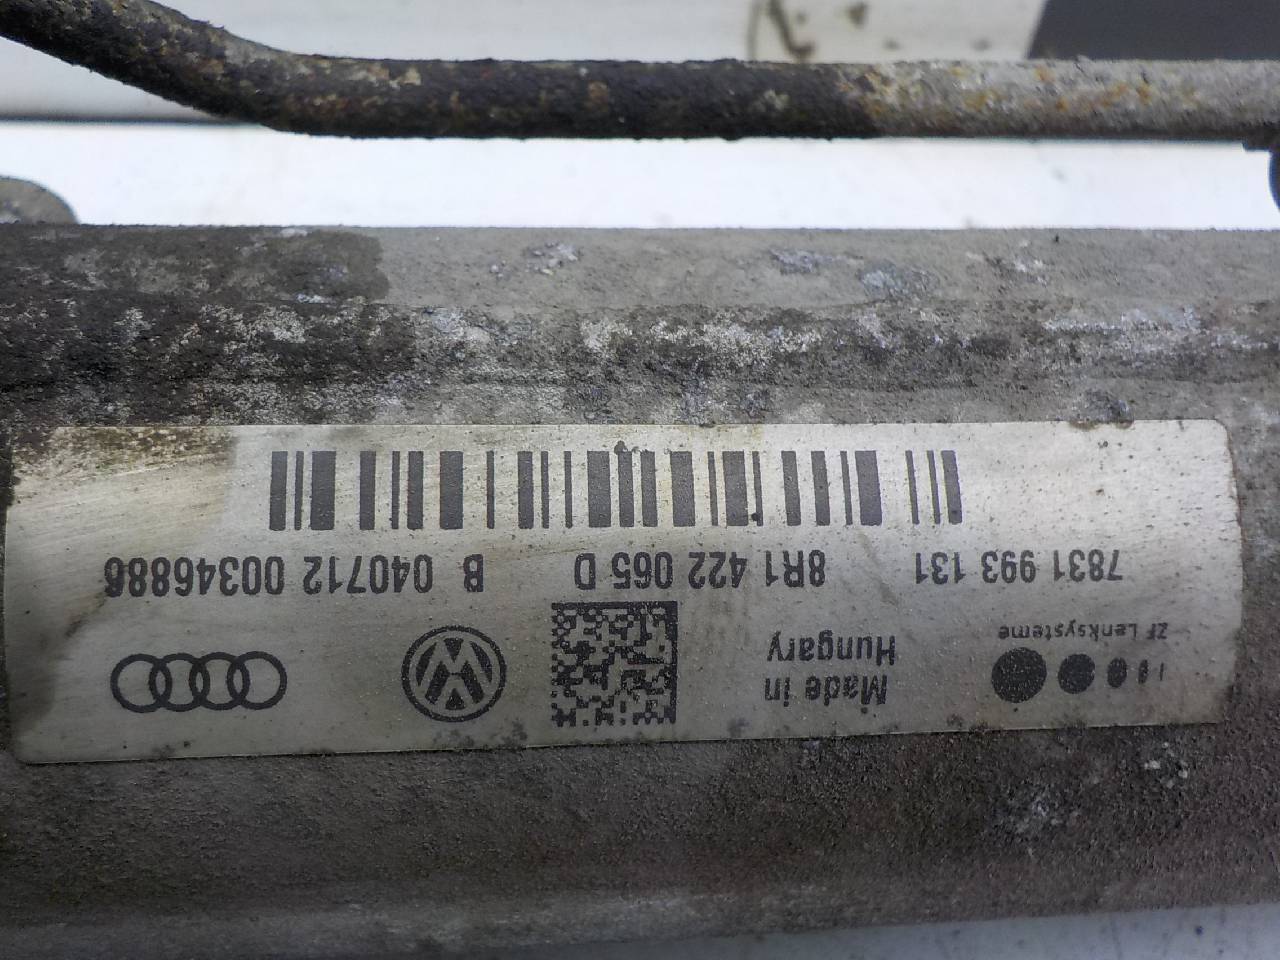 ZF Lenksysteme
Made in
Hungary
7831 993 131 8R1 422 065 D B 040712 00346886